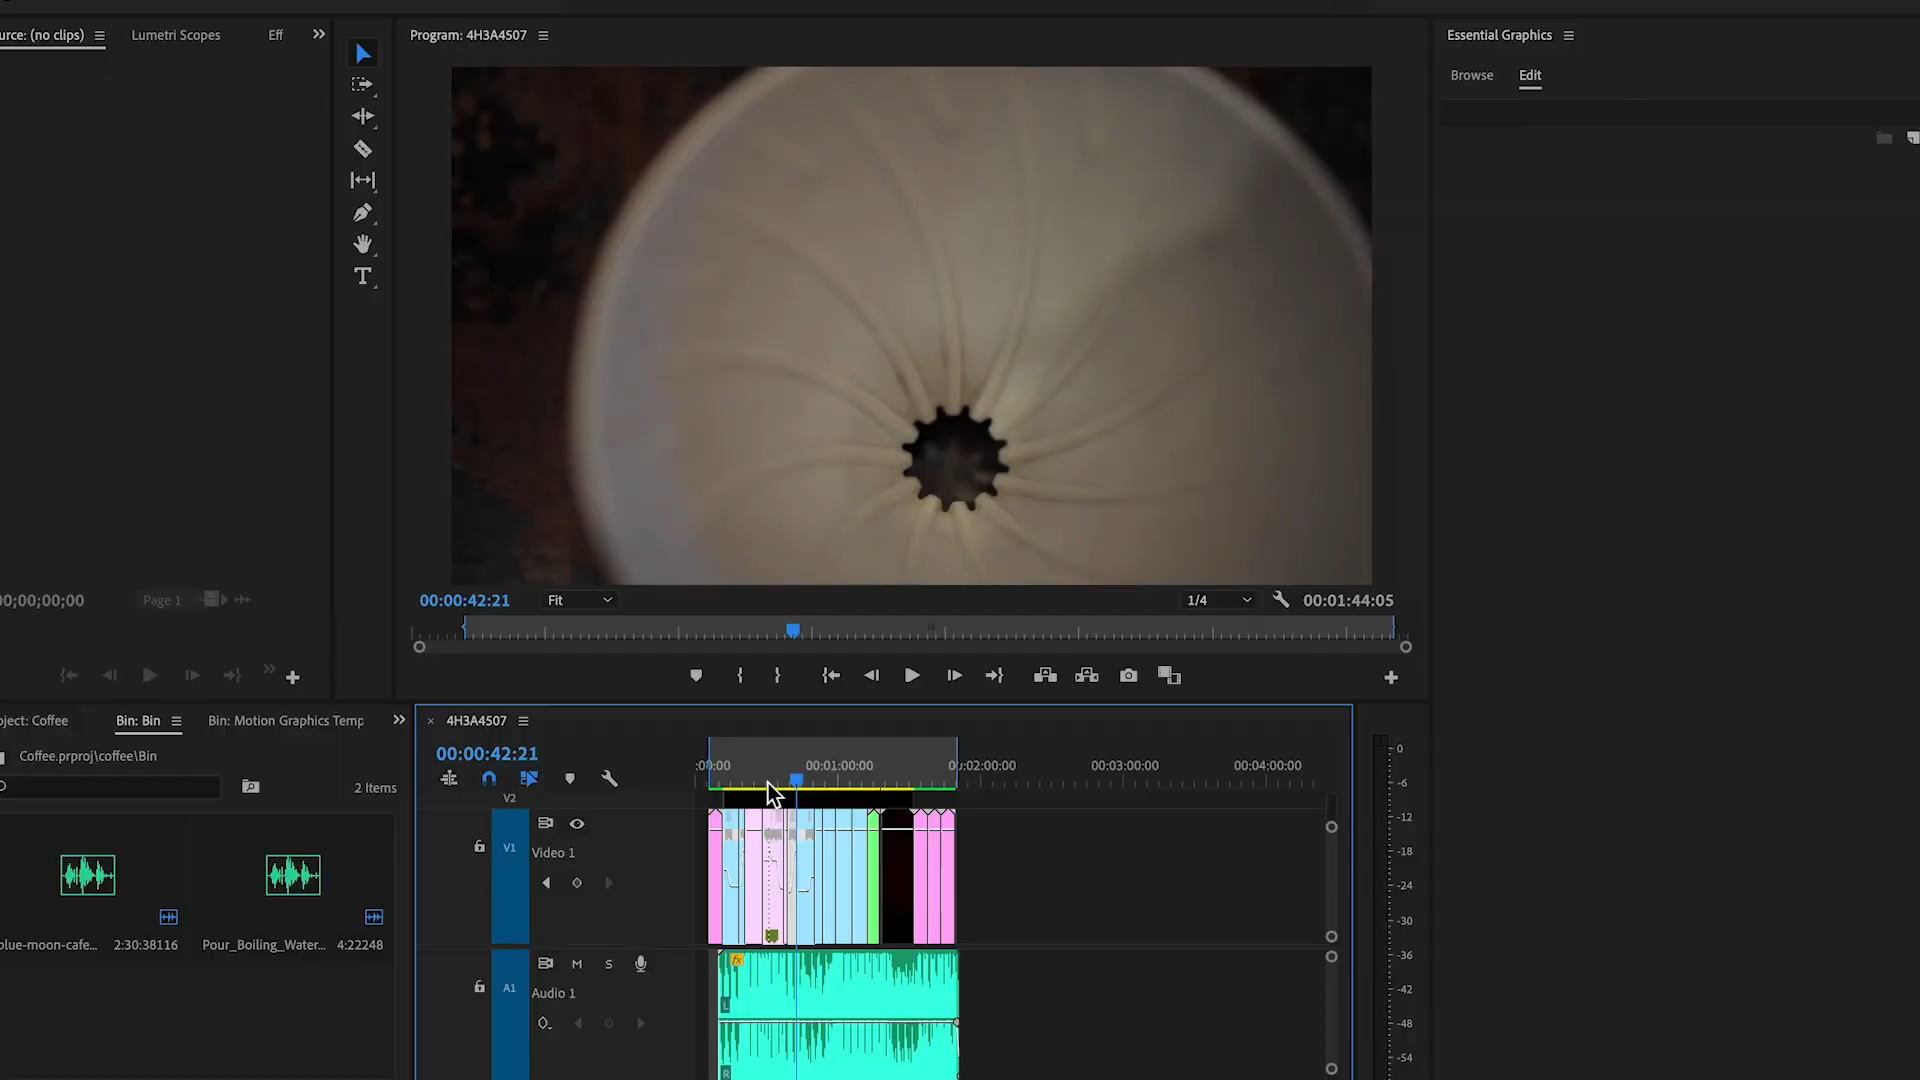 urce: (no clips)
Lumetri Scopes
Eff
Program: 4H3A4507
Essential Graphics
Browse
Edit
00:00:42:21
Fit
1/4
00:01:44:05
00;00;00;00
Page 1
oject: Coffee
Bin: Bin
Bin: Motion Graphics Temp
4H3A4507
Coffee.prproj\coffee\Bin
2 Items
00:00:42:21
:00:00
00:01:00:00
00:02:00:00
00:03:00:00
00:04:00:00
V2
V1
Video 1
A1
M
S
Audio 1
fx
L
R
blue-moon-cafe...
2:30:38116
Pour_Boiling_Water...
4:22248
0
-6
-12
-18
-24
-30
-36
-42
-48
-54